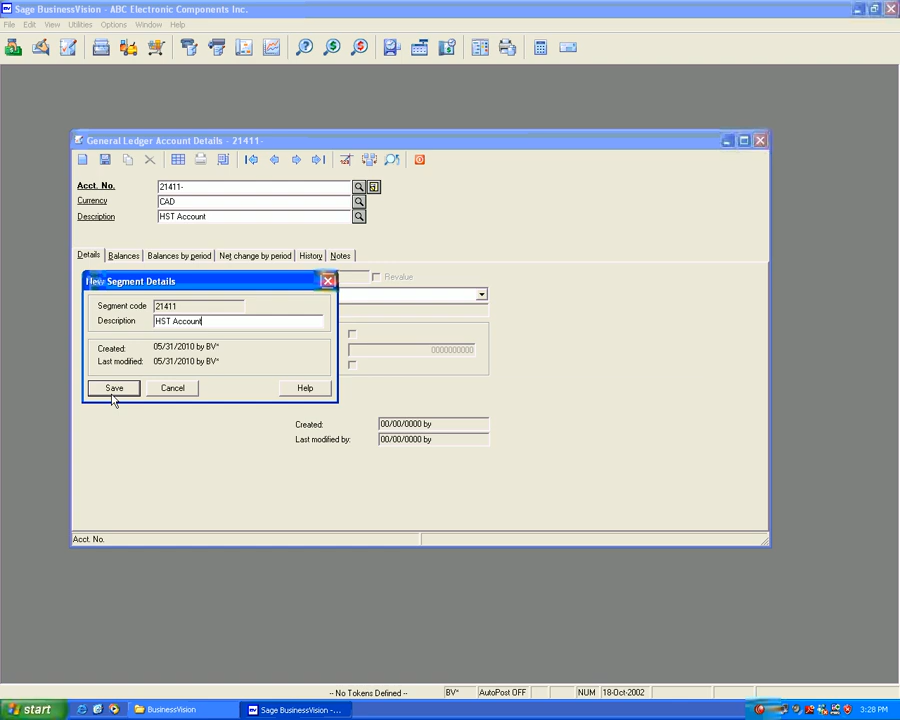 BV Sage BusinessVision - ABC Electronic Components Inc.
File Edit View Utilities Options Window Help
General Ledger Account Details - 21411-
Acct. No. 21411-
Currency CAD
Description HST Account
Details Balances Balances by period Net change by period History Notes
New Segment Details
Revalue
Segment code 21411
Description HST Account
Created: 05/31/2010 by BV*
0000000000
Last modified: 05/31/2010 by BV*
Save Cancel Help
Created: 00/00/0000 by
Last modified by: 00/00/0000 by
Acct. No.
-- No Tokens Defined -- BV* AutoPost OFF NUM 18-Oct-2002
start BusinessVision BV Sage BusinessVision -... 3:28 PM